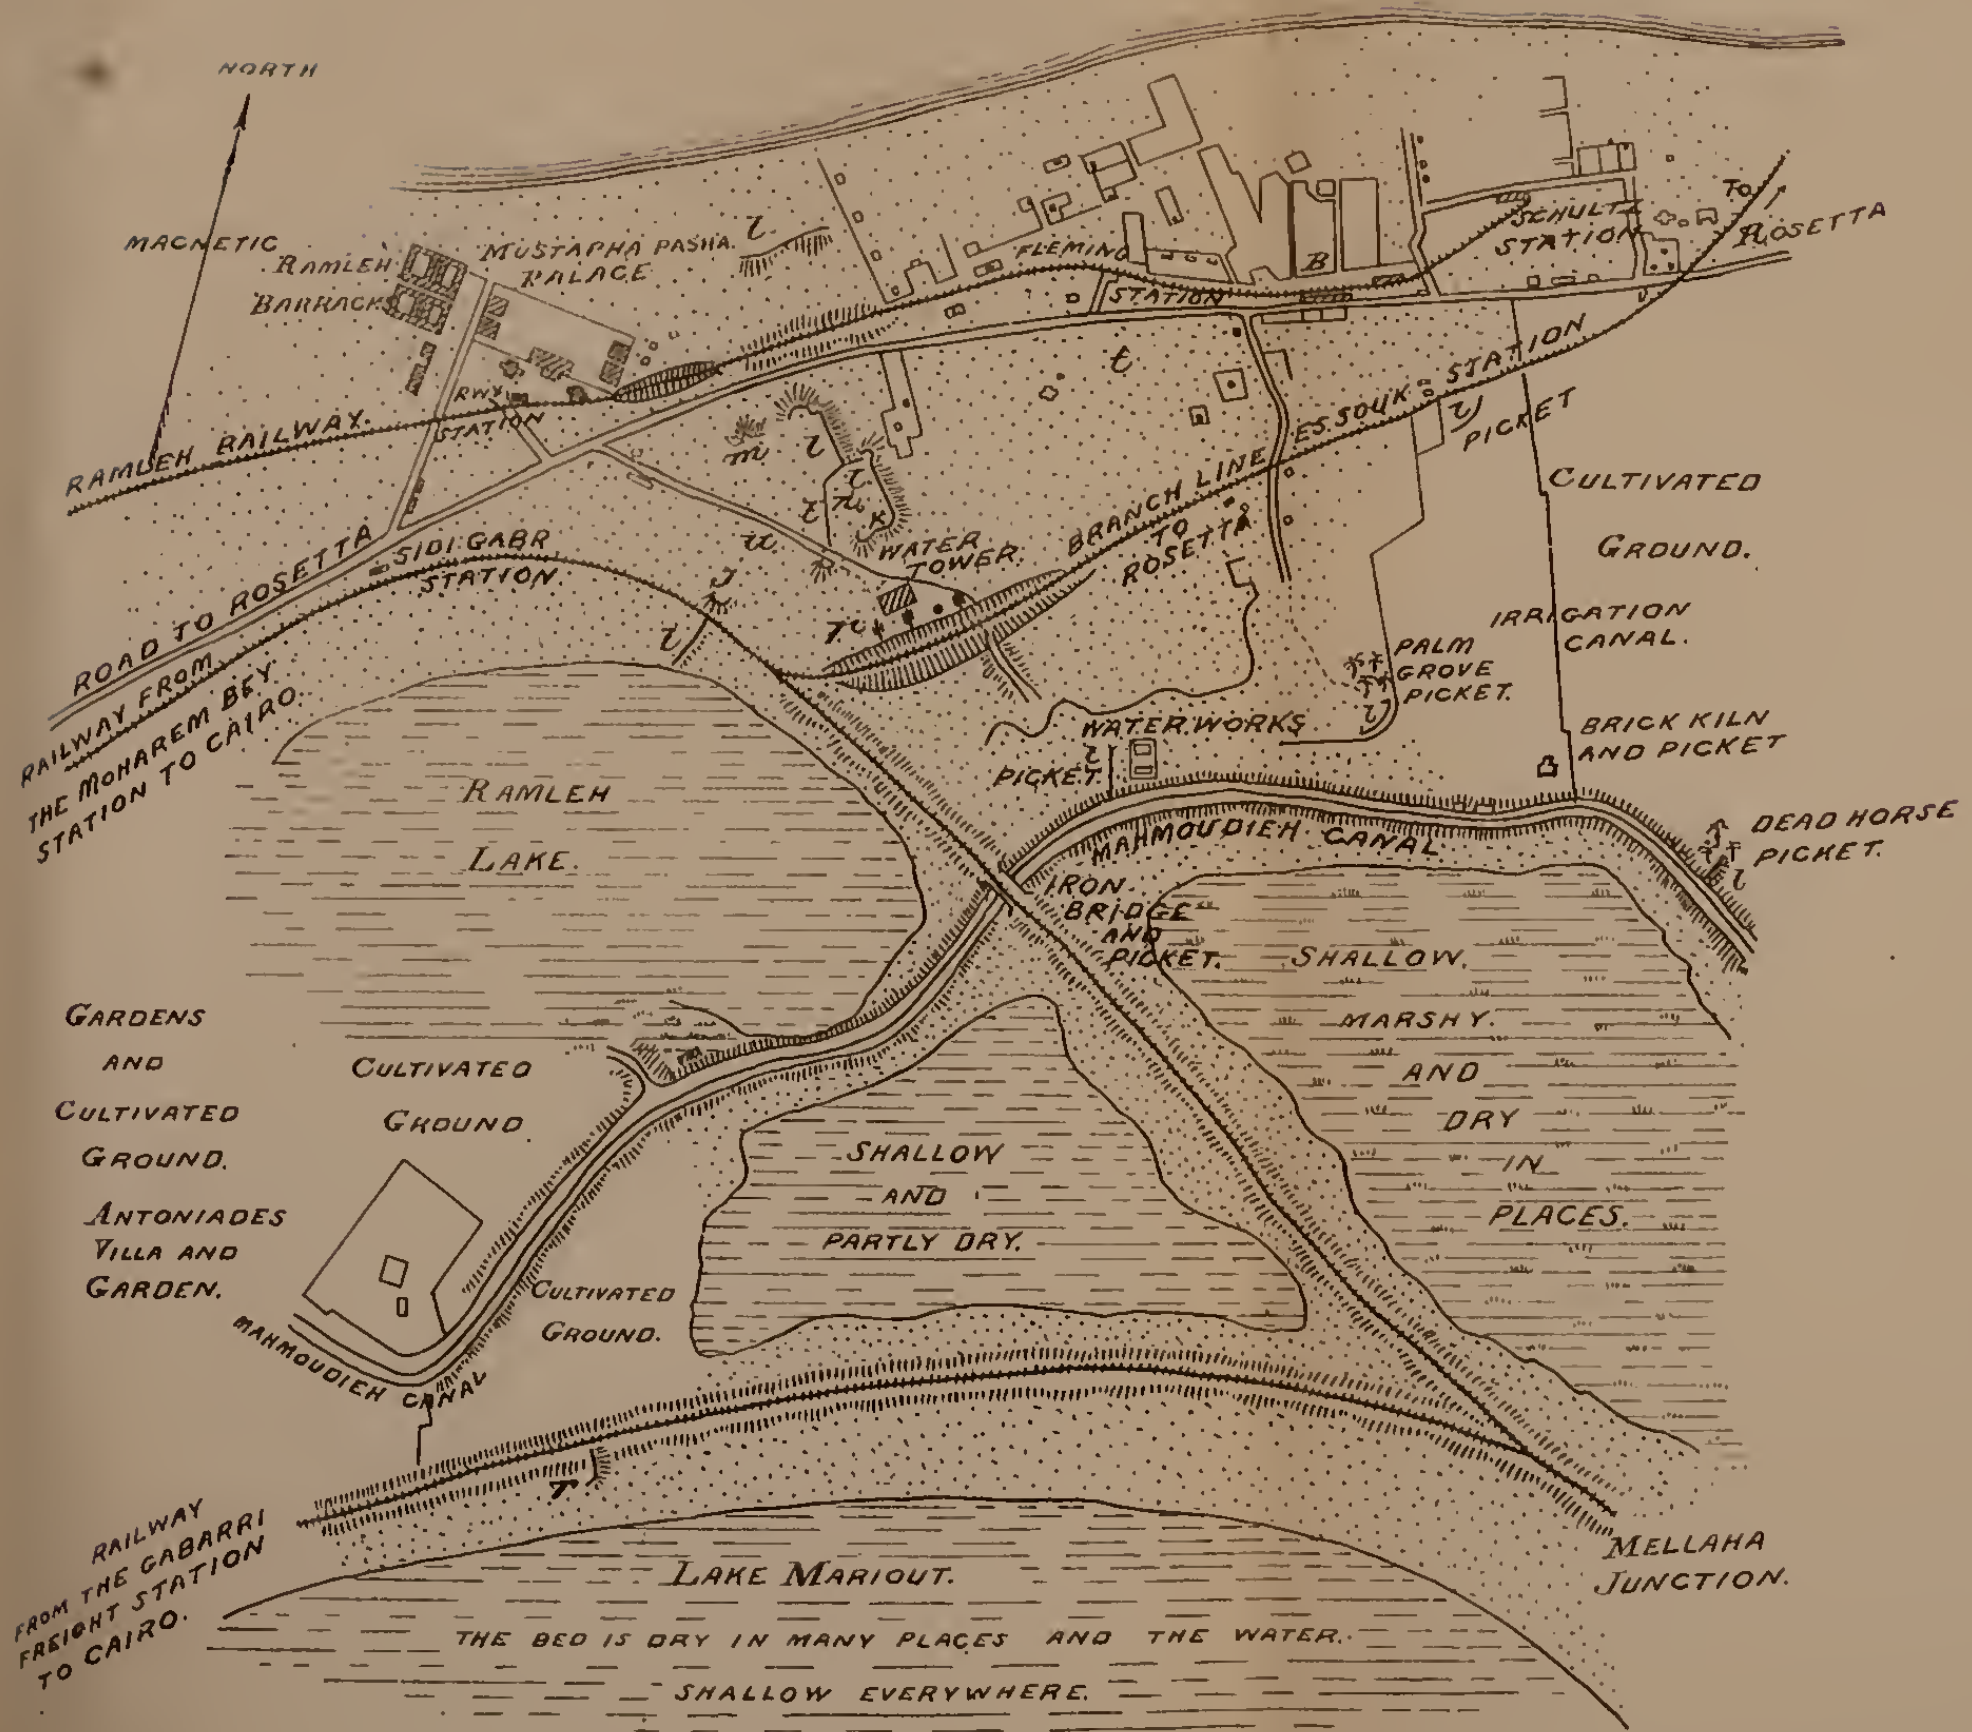 NORTH
MAGNETIC
RAMLEH
BARRACKS
MUSTAPHA PASHA
PALACE
l
FLEMING
STATION
B
SCHULTZ
STATION
TO
ROSETTA
RAMLEH RAILWAY.
RWY
STATION
t
m
l
l
t
K
u
ESSOUK STATION
l
PICKET
CULTIVATED
GROUND.
BRANCH LINE
TO
ROSETTA
ROAD TO ROSETTA
SIDI GABR
STATION.
J
l
WATER
TOWER.
RAILWAY FROM
THE MOHAREM BEY
STATION TO CAIRO.
IRRIGATION
CANAL.
PALM
GROVE
PICKET.
l
WATER WORKS
l
PICKET
BRICK KILN
AND PICKET
RAMLEH
LAKE.
MAHMOUDIEH CANAL
DEAD HORSE
PICKET.
l
IRON
BRIDGE
AND
PICKET.
SHALLOW,
MARSHY.
AND
DRY
IN
PLACES.
GARDENS
AND
CULTIVATED
GROUND.
CULTIVATED
GROUND
ANTONIADES
VILLA AND
GARDEN.
SHALLOW
AND
PARTLY DRY.
CULTIVATED
GROUND.
MAHMOUDIEH CANAL
T
RAILWAY
FROM THE GABARRI
FREIGHT STATION
TO CAIRO.
MELLAHA
JUNCTION.
LAKE MARIOUT.
THE BED IS DRY IN MANY PLACES AND THE WATER.
SHALLOW EVERYWHERE.